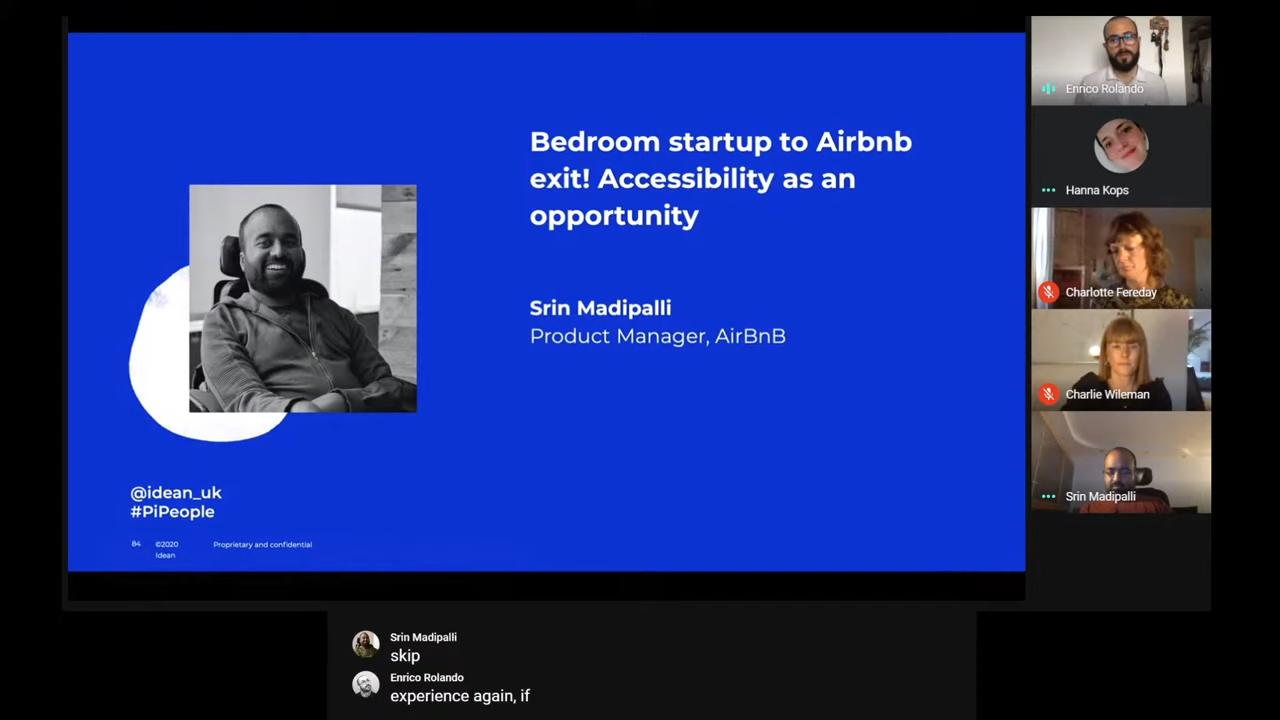 Bedroom startup to Airbnb
exit! Accessibility as an
opportunity
Srin Madipalli
Product Manager, AirBnB
@idean_uk
#PiPeople
84
©2020
Idean
Proprietary and confidential
Enrico Rolando
Hanna Kops
Charlotte Fereday
Charlie Wileman
Srin Madipalli
Srin Madipalli
skip
Enrico Rolando
experience again, if